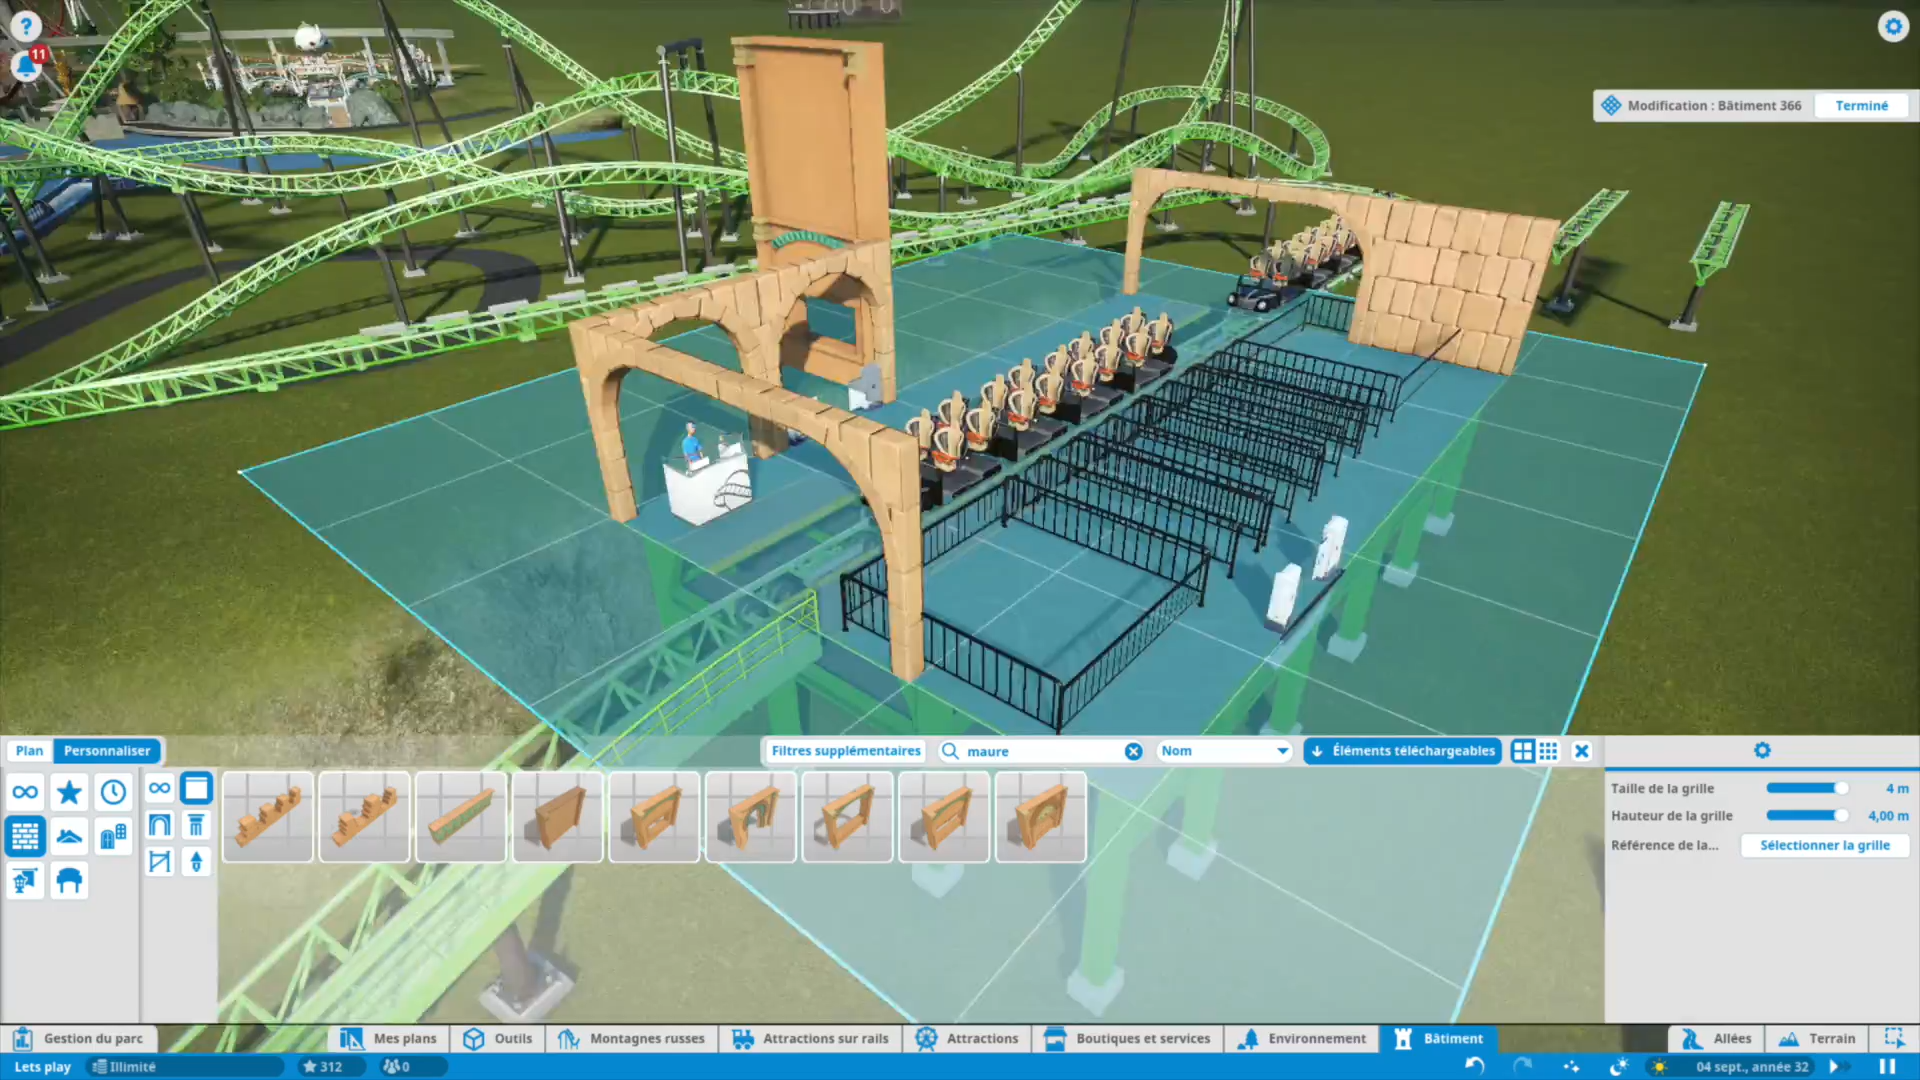 ?
11
Modification : Bâtiment 366
Terminé
Plan
Personnaliser
Filtres supplémentaires
maure
Nom
Éléments téléchargeables
Taille de la grille
4 m
Hauteur de la grille
4,00 m
Référence de la...
Sélectionner la grille
Gestion du parc
Mes plans
Outils
Montagnes russes
Attractions sur rails
Attractions
Boutiques et services
Environnement
Bâtiment
Allées
Terrain
Lets play
Illimité
312
0
04 sept., année 32